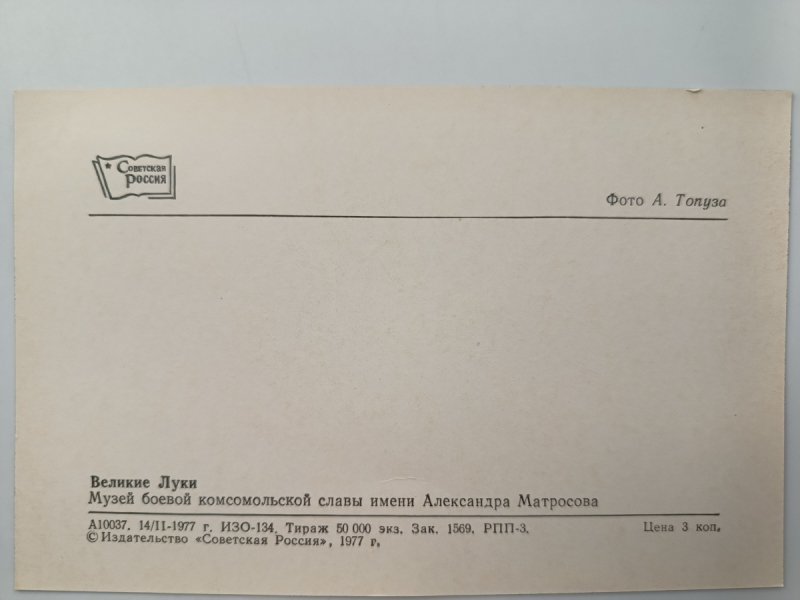 Советская
Россия
Фото А. Топуза
Великие Луки
Музей боевой комсомольской славы имени Александра Матросова
А10037. 14/II-1977 г. ИЗО-134. Тираж 50 000 экз. Зак. 1569. РПП-3. Цена 3 коп.
© Издательство «Советская Россия», 1977 г.